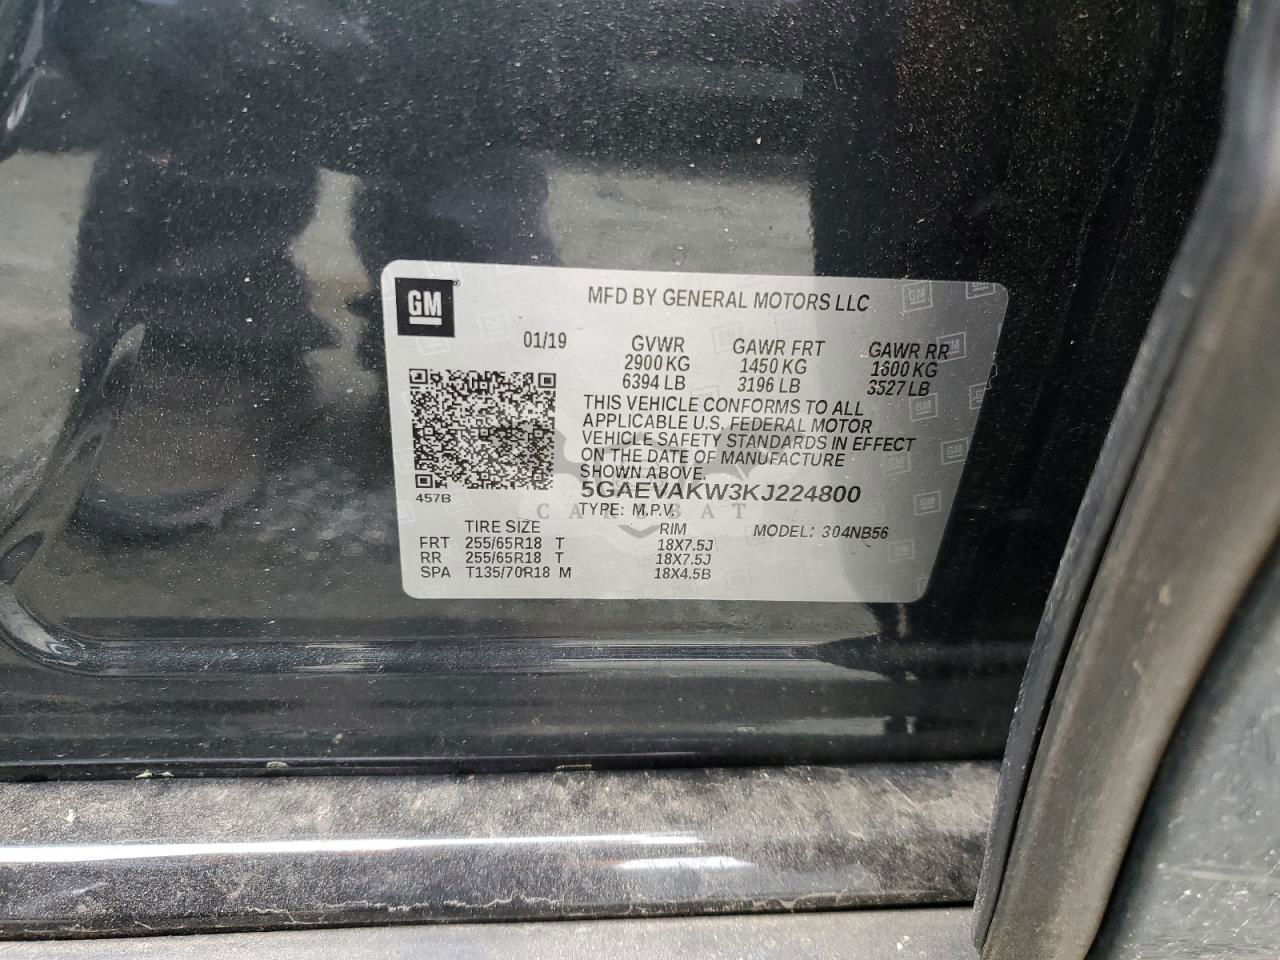 GM
MFD BY GENERAL MOTORS LLC
01/19 GVWR GAWR FRT GAWR RR
2900 KG 1450 KG 1600 KG
6394 LB 3196 LB 3527 LB
THIS VEHICLE CONFORMS TO ALL
APPLICABLE U.S. FEDERAL MOTOR
VEHICLE SAFETY STANDARDS IN EFFECT
ON THE DATE OF MANUFACTURE
SHOWN ABOVE.
457B
5GAEVAKW3KJ224800
TYPE: M.P.V.
TIRE SIZE RIM MODEL: 304NB56
FRT 255/65R18 T 18X7.5J
RR 255/65R18 T 18X7.5J
SPA T135/70R18 M 18X4.5B